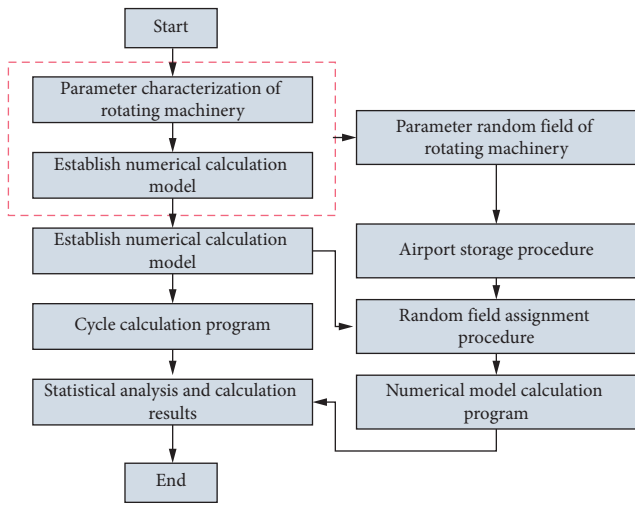 Start
Parameter characterization of
rotating machinery
Establish numerical calculation
model
Establish numerical calculation
model
Cycle calculation program
Statistical analysis and calculation
results
End
Parameter random field of
rotating machinery
Airport storage procedure
Random field assignment
procedure
Numerical model calculation
program